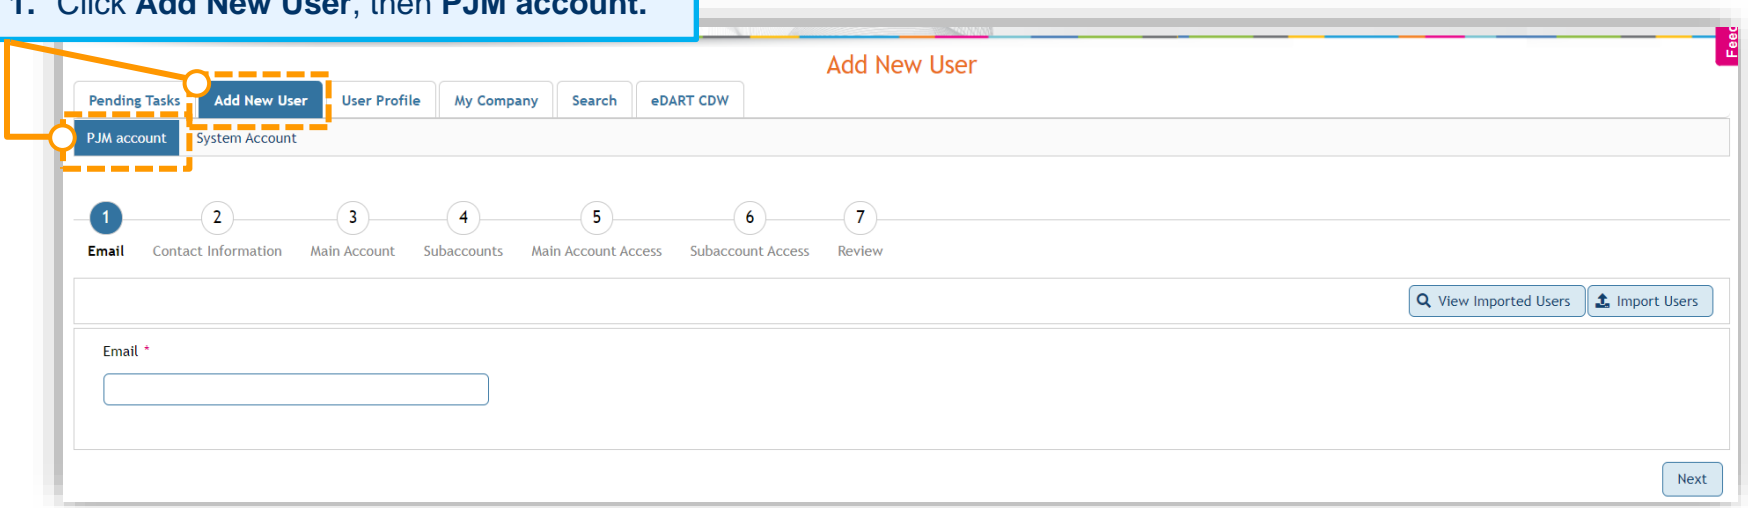 1. Click Add New User, then PJM account.
Add New User
Pending Tasks Add New User User Profile My Company Search eDART CDW
PJM account System Account
1 2 3 4 5 6 7
Email Contact Information Main Account Subaccounts Main Account Access Subaccount Access Review
View Imported Users Import Users
Email *
Next